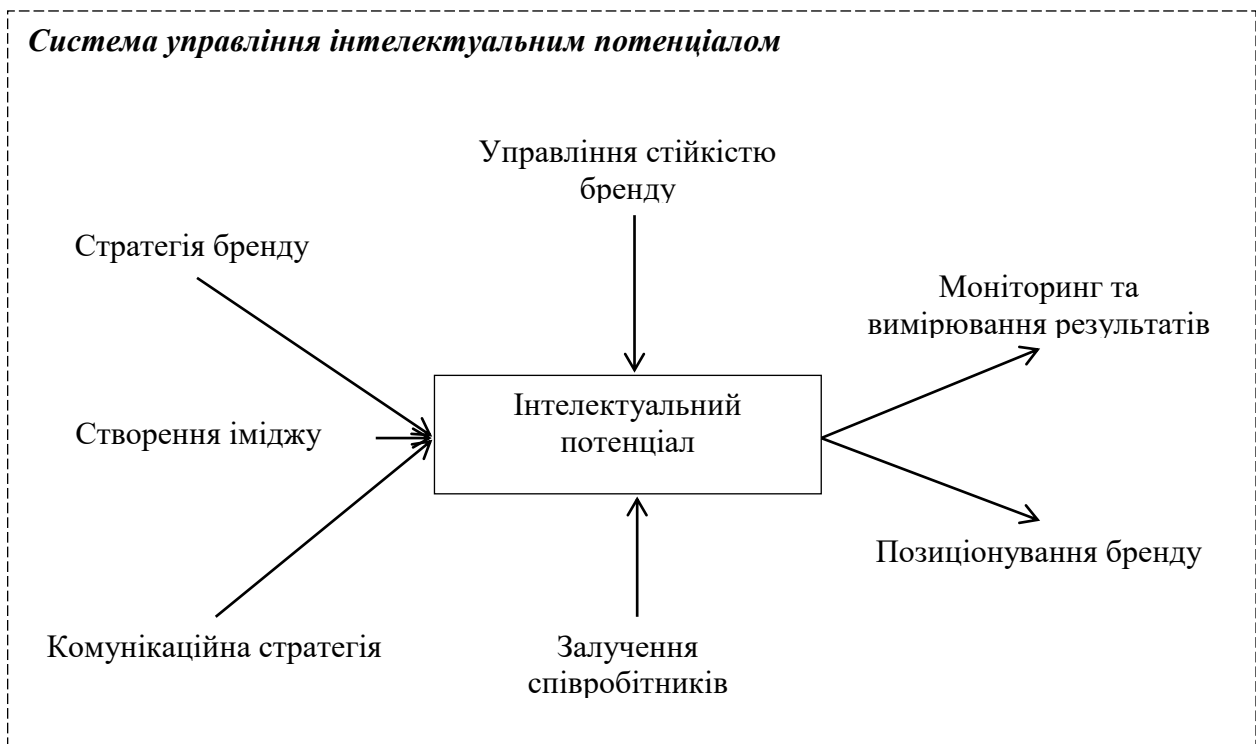 Система управління інтелектуальним потенціалом
Управління стійкістю
бренду
Стратегія бренду
Моніторинг та
вимірювання результатів
Інтелектуальний
потенціал
Створення іміджу
Позиціонування бренду
Комунікаційна стратегія
Залучення
співробітників